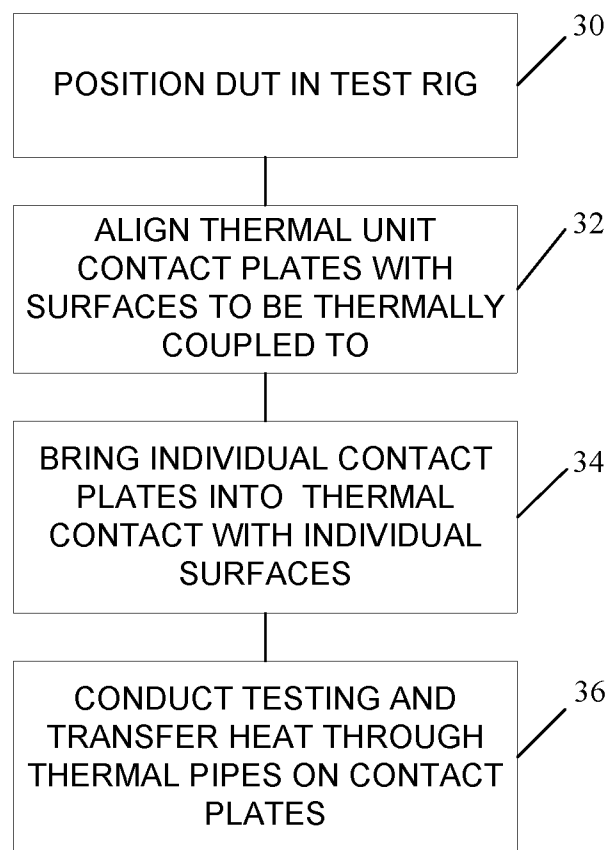 30
POSITION DUT IN TEST RIG
32
ALIGN THERMAL UNIT
CONTACT PLATES WITH
SURFACES TO BE THERMALLY
COUPLED TO
34
BRING INDIVIDUAL CONTACT
PLATES INTO THERMAL
CONTACT WITH INDIVIDUAL
SURFACES
36
CONDUCT TESTING AND
TRANSFER HEAT THROUGH
THERMAL PIPES ON CONTACT
PLATES